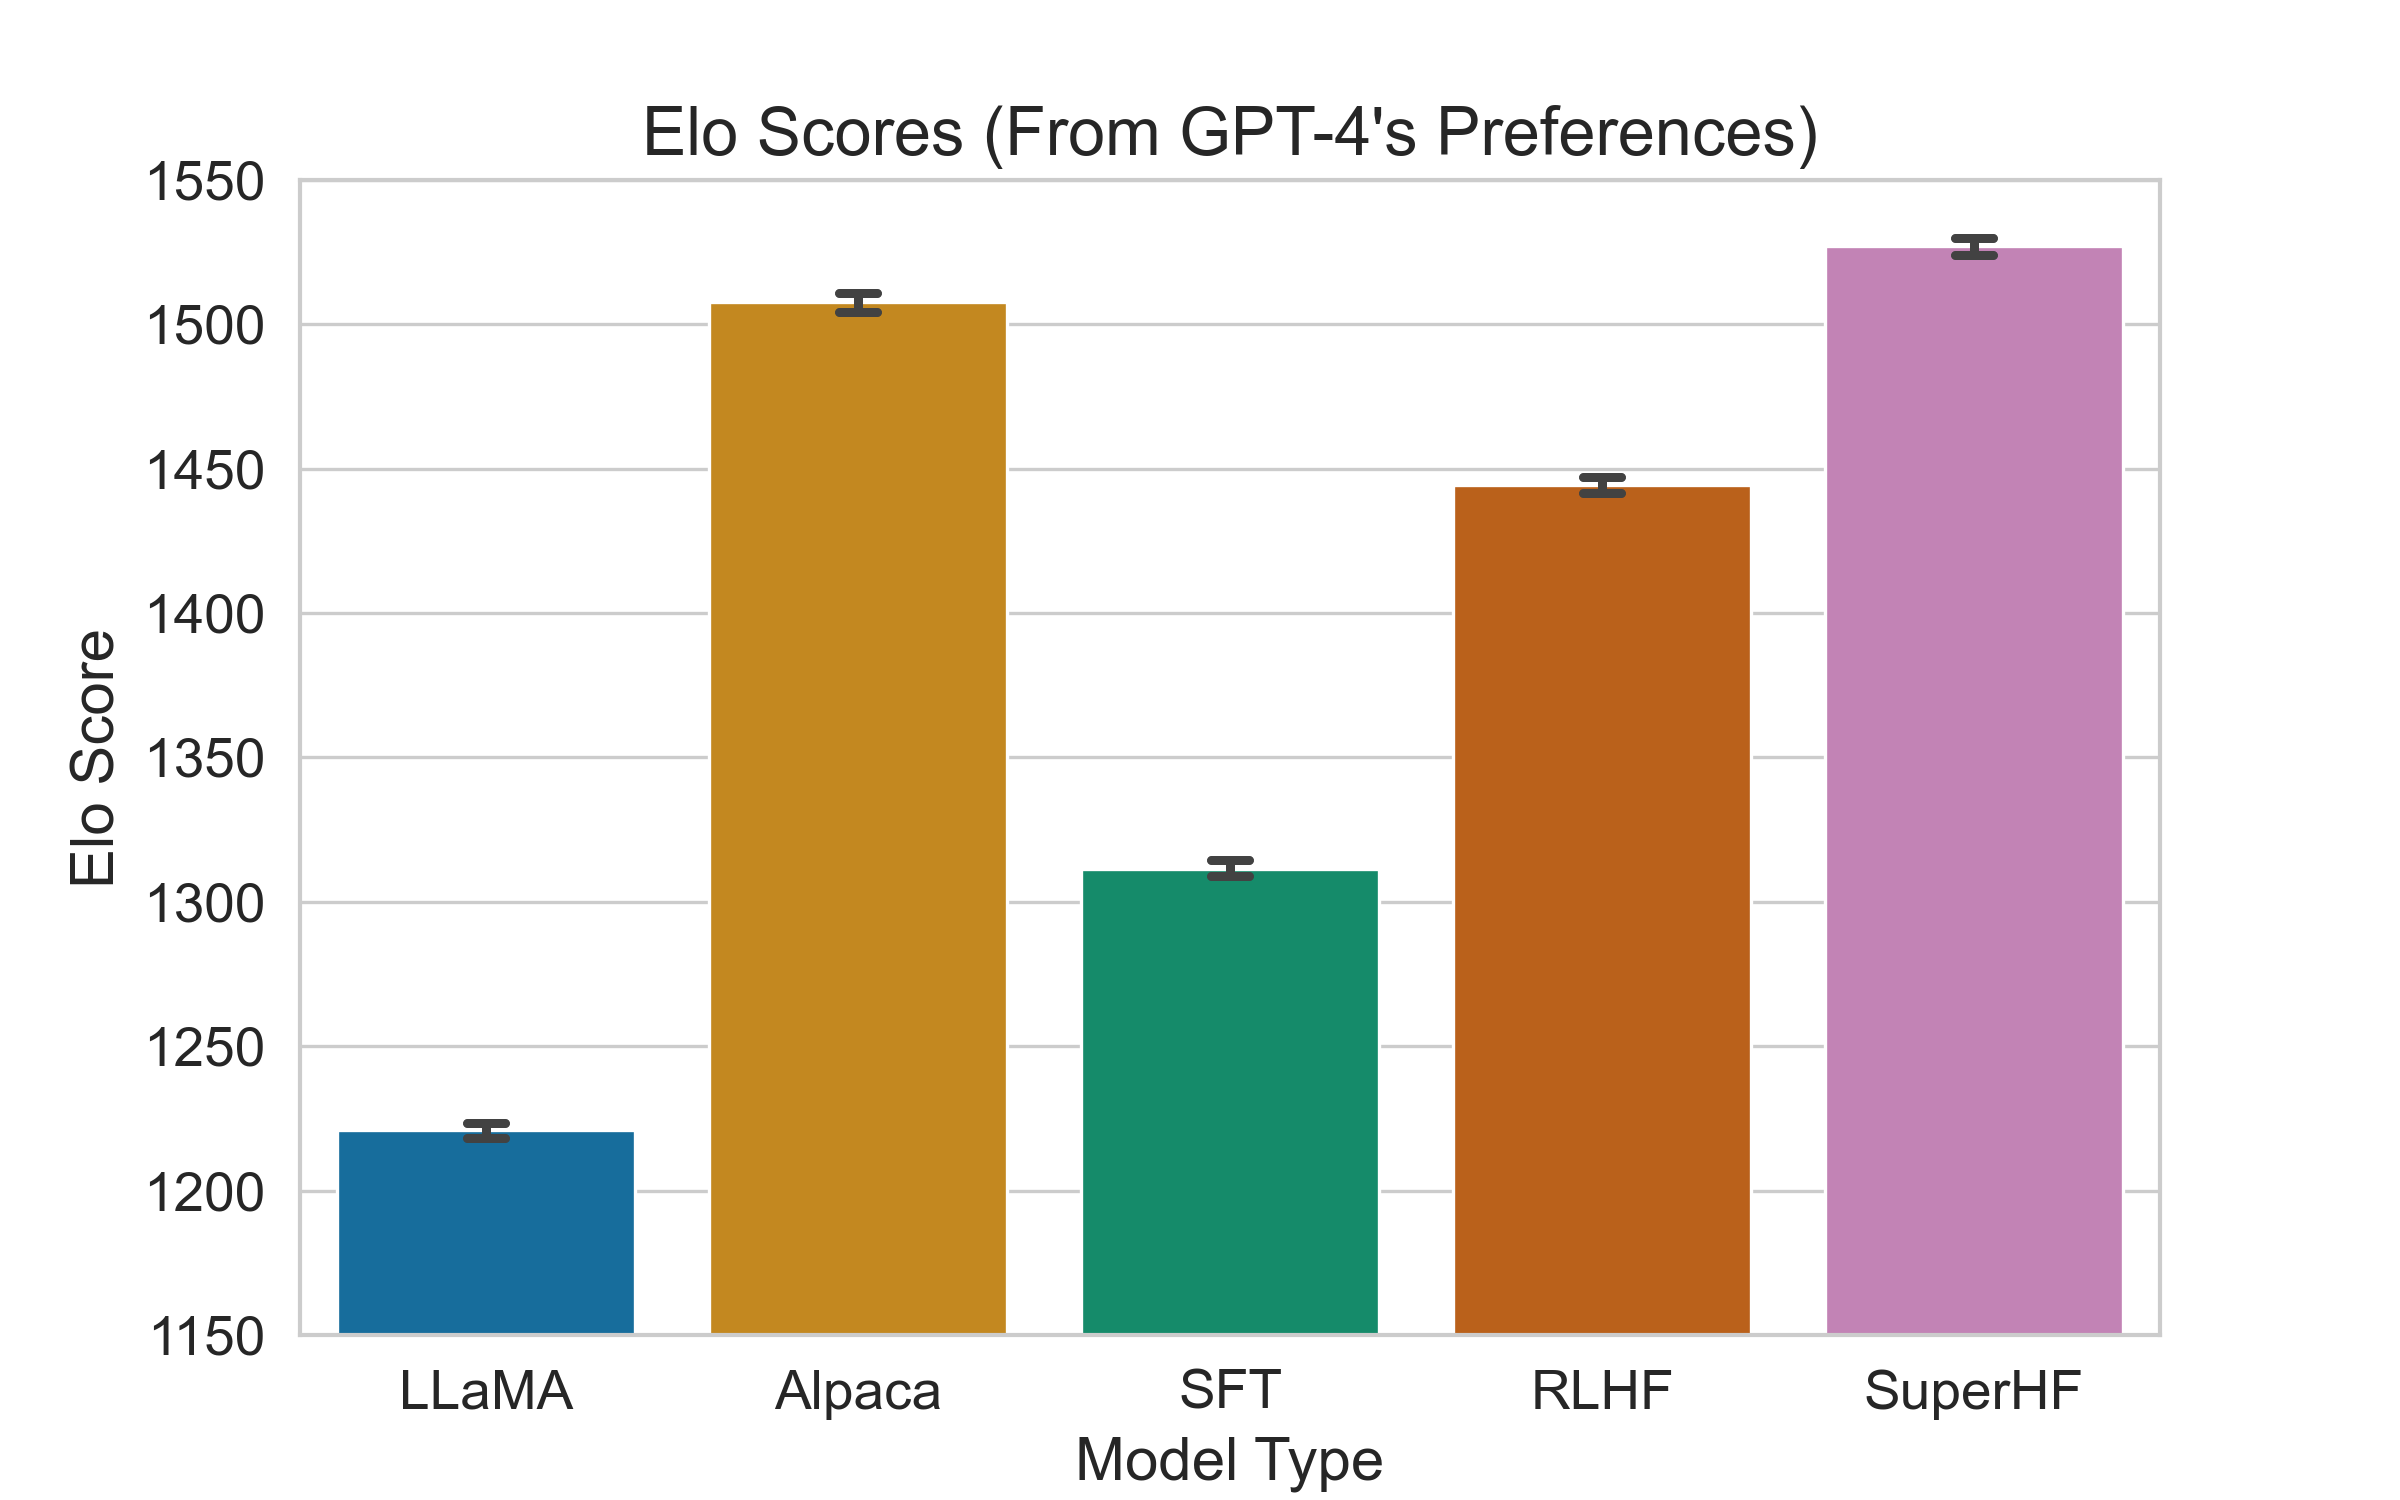 Elo Scores (From GPT-4's Preferences)
1550
1500
1450
1400
1350
1300
1250
1200
1150
Elo Score
LLaMA Alpaca SFT RLHF SuperHF
Model Type